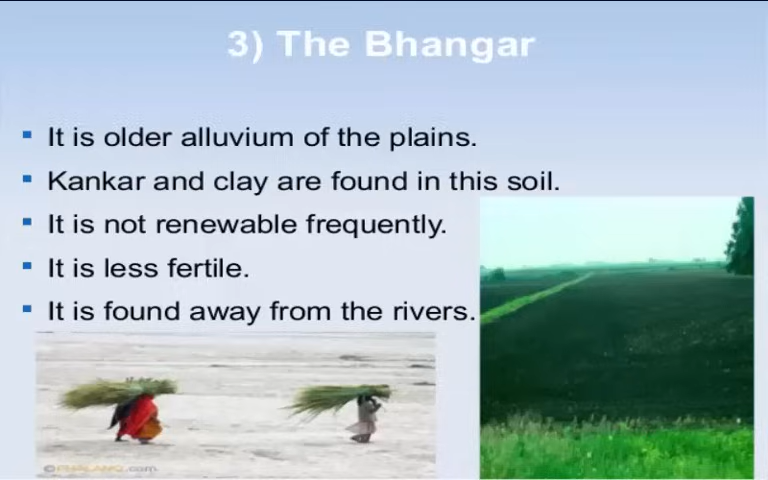 3) The Bhangar
It is older alluvium of the plains.
Kankar and clay are found in this soil.
It is not renewable frequently.
It is less fertile.
It is found away from the rivers.